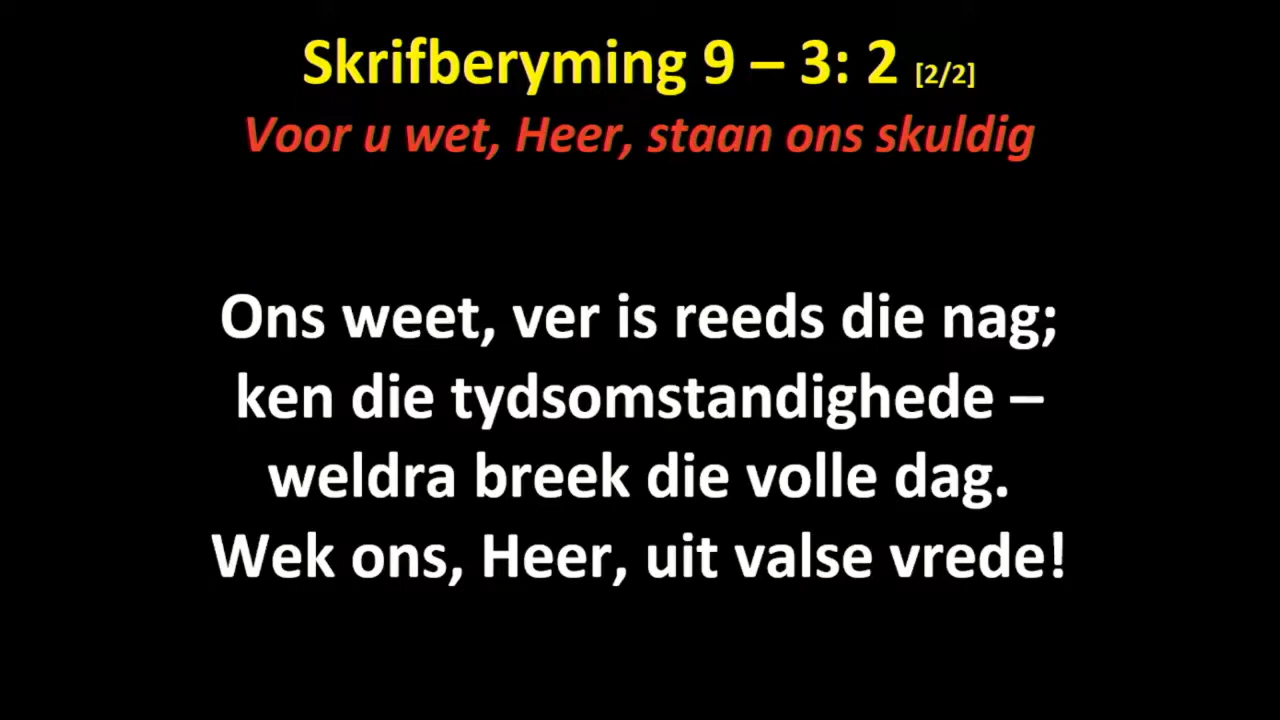 Skrifberyming 9 – 3: 2 [2/2]
Voor u wet, Heer, staan ons skuldig
Ons weet, ver is reeds die nag;
ken die tydsomstandighede –
weldra breek die volle dag.
Wek ons, Heer, uit valse vrede!